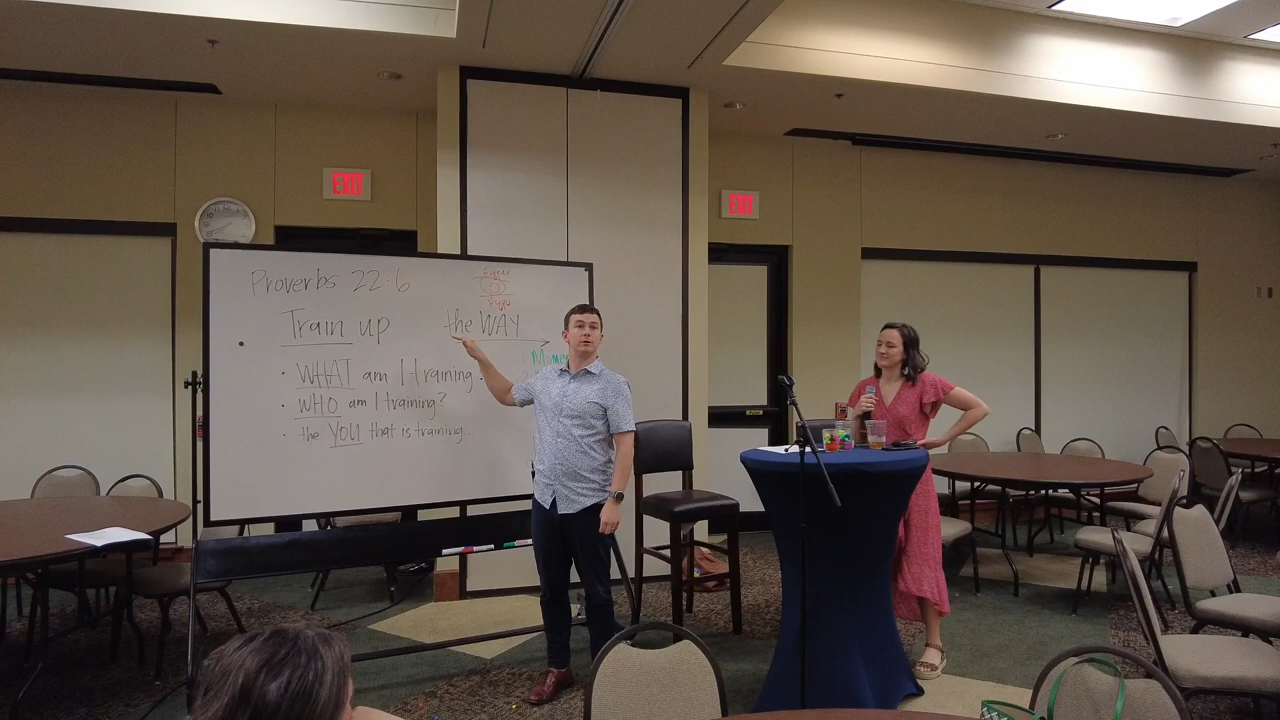 EXIT
EXIT
Proverbs 22:6
Train up the WAY
· WHAT am I training
· WHO am I training?
· the YOU that is training...